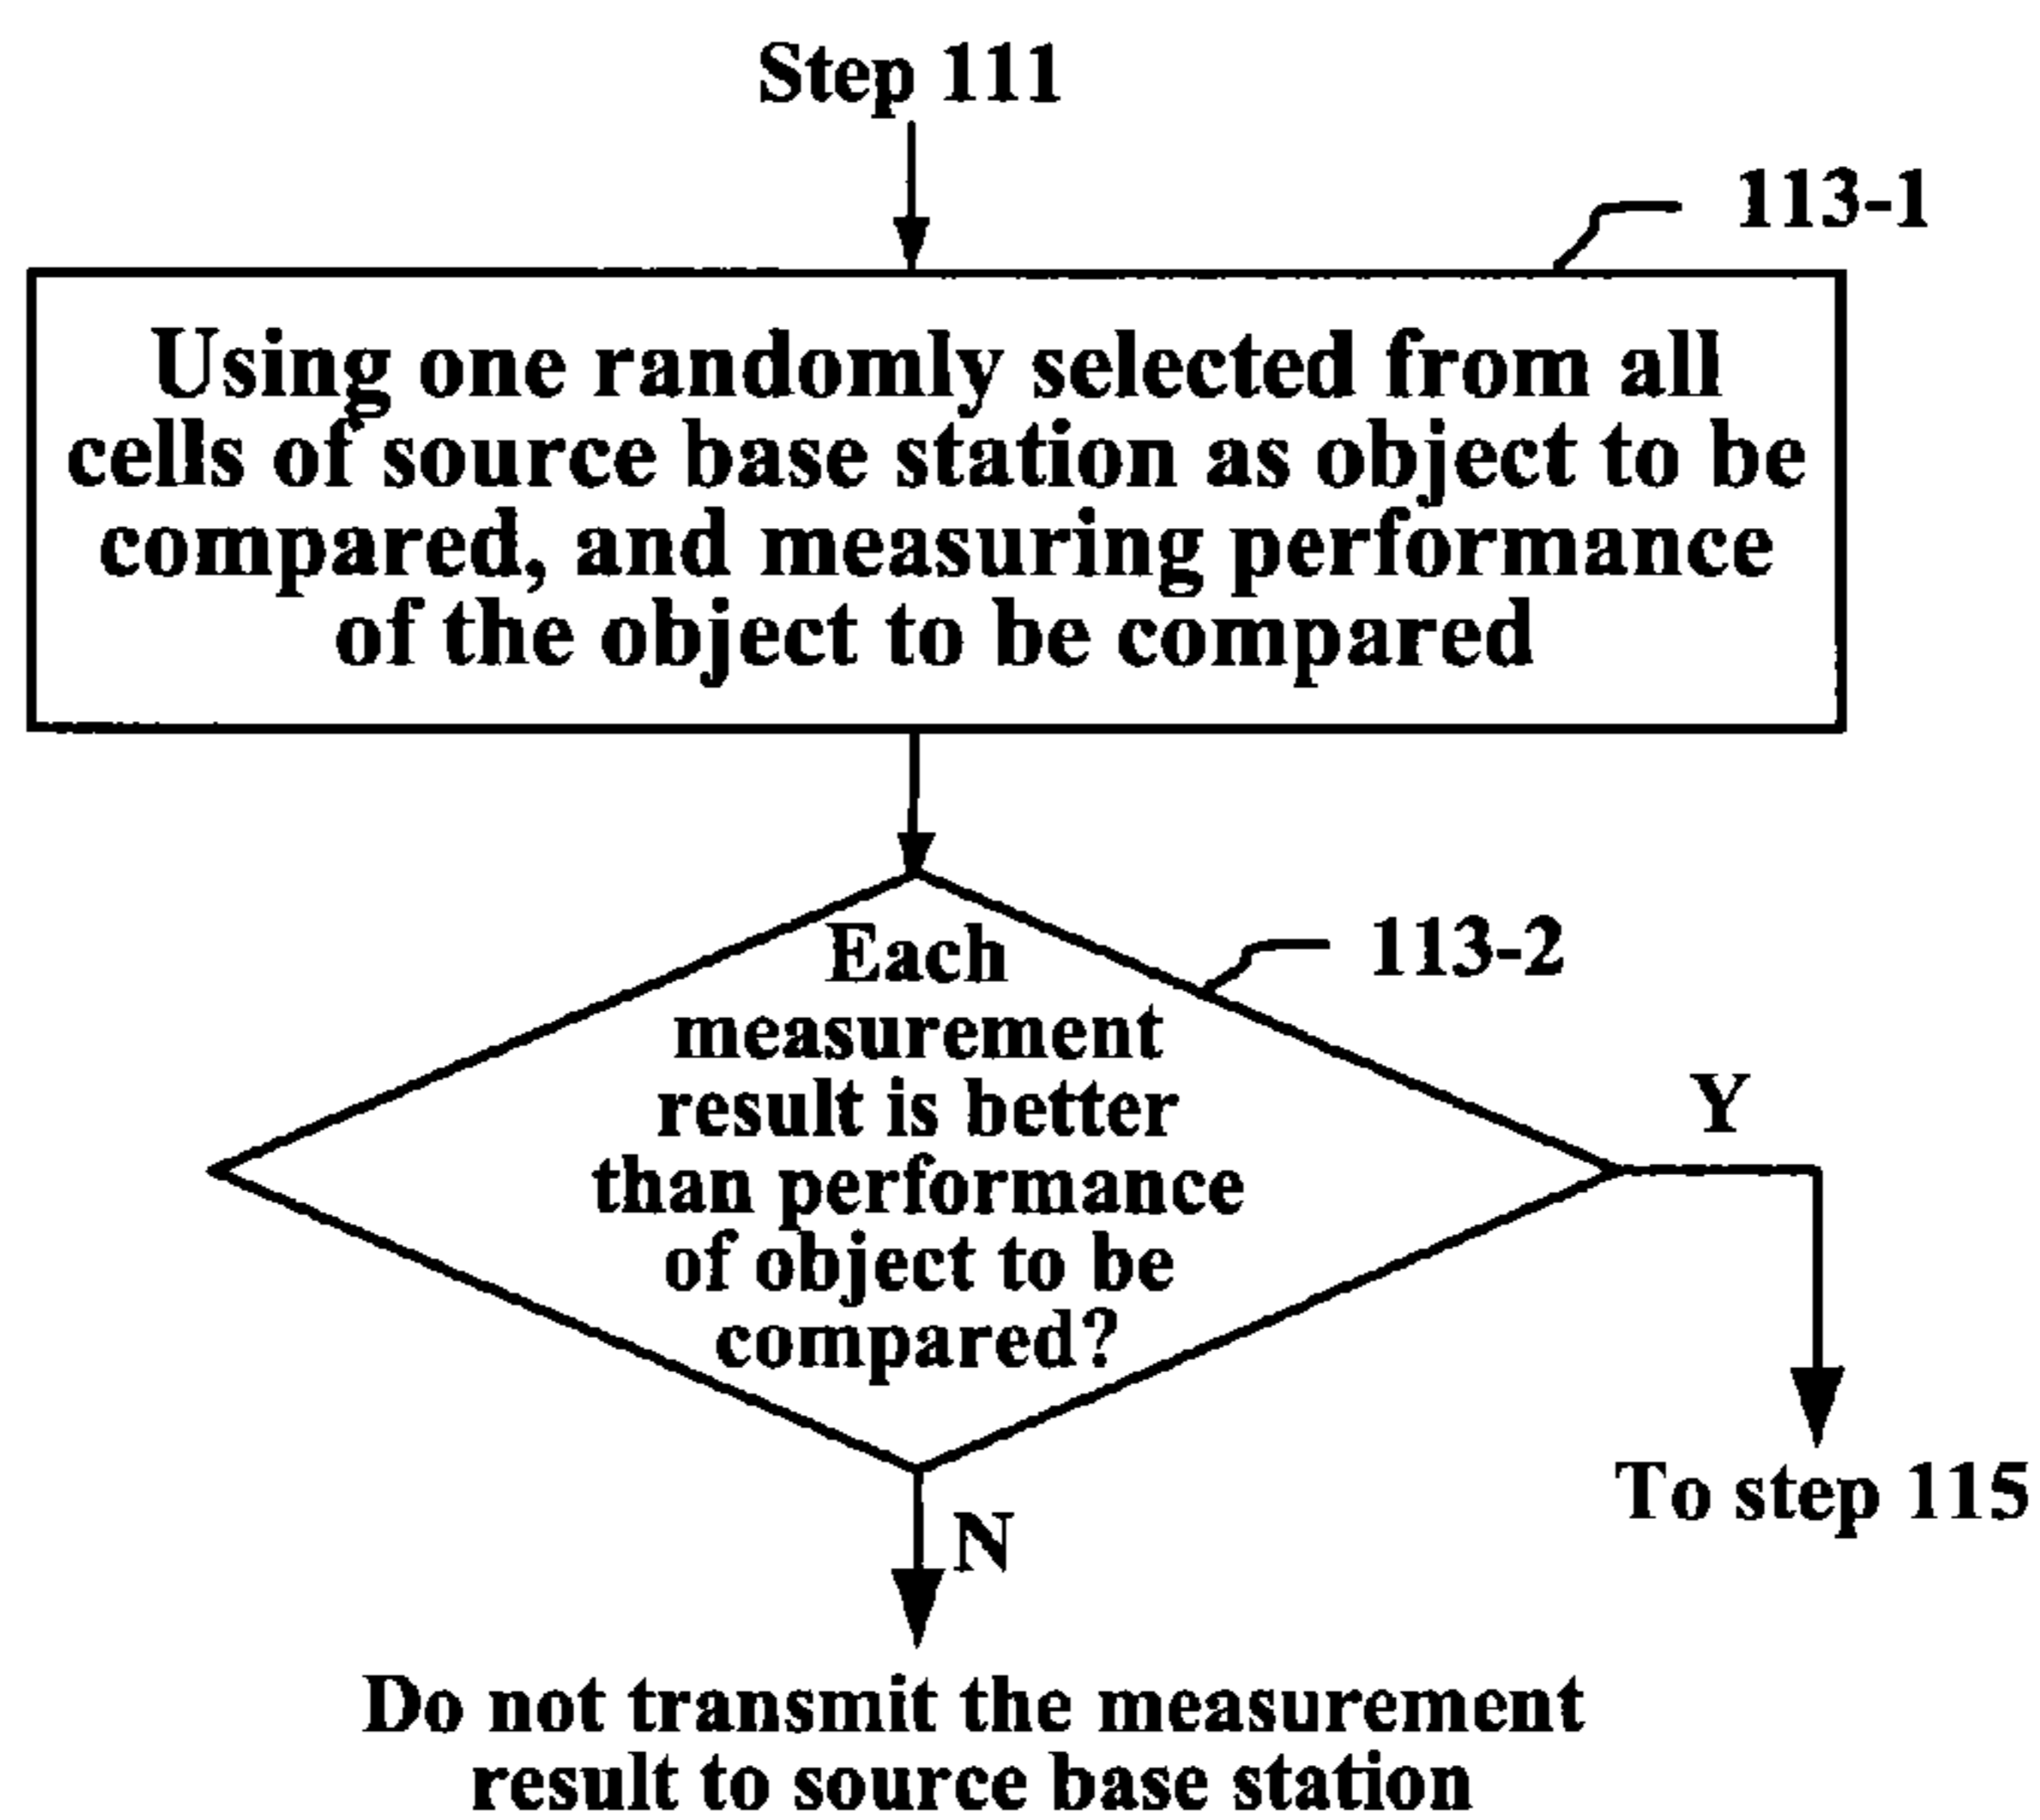 Step 111
113-1
Using one randomly selected from all
cells of source base station as object to be
compared, and measuring performance
of the object to be compared
Each
113-2
measurement
result is better
than performance
of object to be
compared?
Y
To step 115
N
Do not transmit the measurement
result to source base station